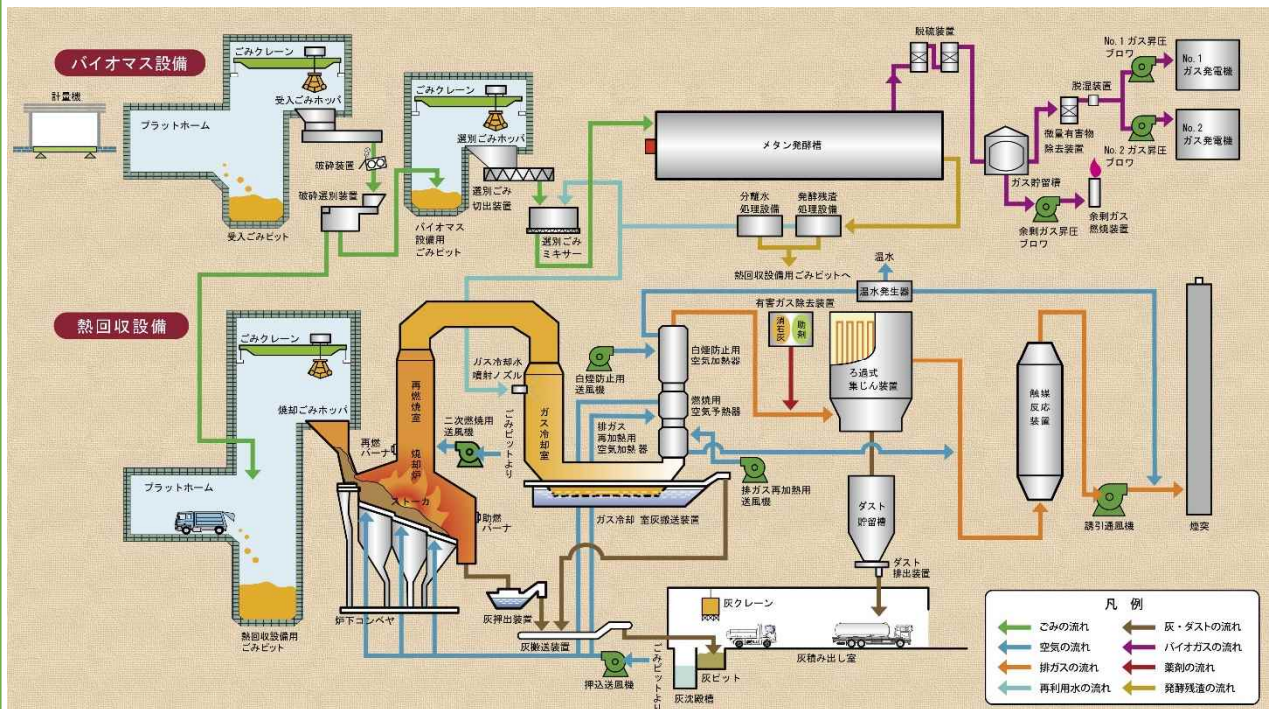 バイオマス設備
計量機
プラットホーム
ごみクレーン
受入ごみホッパ
破砕装置
破砕選別装置
受入ごみピット
ごみクレーン
選別ごみホッパ
選別ごみ
切出装置
バイオマス
設備用
ごみピット
選別ごみ
ミキサー
メタン発酵槽
脱硫装置
分離水
処理設備
発酵残渣
処理設備
熱回収設備用ごみピットへ
ガス貯留槽
微量有害物
除去装置
脱湿装置
No.1 ガス昇圧
ブロワ
No.1
ガス発電機
No.2 ガス昇圧
ブロワ
No.2
ガス発電機
余剰ガス昇圧
ブロワ
余剰ガス
燃焼装置
熱回収設備
ごみクレーン
焼却ごみホッパ
プラットホーム
熱回収設備用
ごみピット
再燃
バーナ
再燃焼室
焼却炉
ストーカ
助燃
バーナ
炉下コンベヤ
二次燃焼用
送風機
ごみピットより
ガス冷却水
噴射ノズル
ガス冷却室
ガス冷却 室灰搬送装置
灰押出装置
灰搬送装置
押込送風機
ごみピットより
白煙防止用
送風機
白煙防止用
空気加熱器
燃焼用
空気予熱器
排ガス
再加熱用
空気加熱 器
排ガス再加熱用
送風機
有害ガス除去装置
消石灰
助剤
温水
温水発生器
ろ過式
集じん装置
ダスト
貯留槽
ダスト
排出装置
触媒
反応
装置
誘引通風機
煙突
灰クレーン
灰ピット
灰沈殿槽
灰積み出し室
凡 例
ごみの流れ
空気の流れ
排ガスの流れ
再利用水の流れ
灰・ダストの流れ
バイオガスの流れ
薬剤の流れ
発酵残渣の流れ